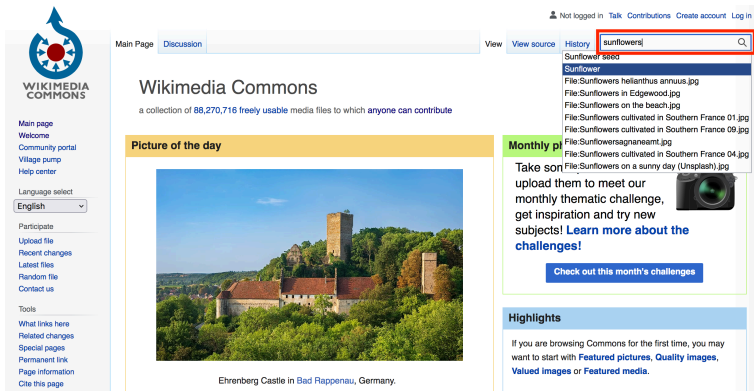 Not logged in Talk Contributions Create account Log in
Main Page Discussion View View source History sunflowers
Sunflower seed
Sunflower
File:Sunflowers helianthus annuus.jpg
File:Sunflowers in Edgewood.jpg
File:Sunflowers on the beach.jpg
File:Sunflowers cultivated in Southern France 01.jpg
File:Sunflowers cultivated in Southern France 09.jpg
File:Sunflowersagnaneamt.jpg
File:Sunflowers cultivated in Southern France 04.jpg
File:Sunflowers on a sunny day (Unsplash).jpg
WIKIMEDIA
COMMONS
Main page
Welcome
Community portal
Village pump
Help center
Language select
English
Participate
Upload file
Recent changes
Latest files
Random file
Contact us
Tools
What links here
Related changes
Special pages
Permanent link
Page information
Cite this page
Wikimedia Commons
a collection of 88,270,716 freely usable media files to which anyone can contribute
Picture of the day
Ehrenberg Castle in Bad Rappenau, Germany.
Monthly
Take
upload them to meet our
monthly thematic challenge,
get inspiration and try new
subjects! Learn more about the
challenges!
Check out this month's challenges
Highlights
If you are browsing Commons for the first time, you may
want to start with Featured pictures, Quality images,
Valued images or Featured media.